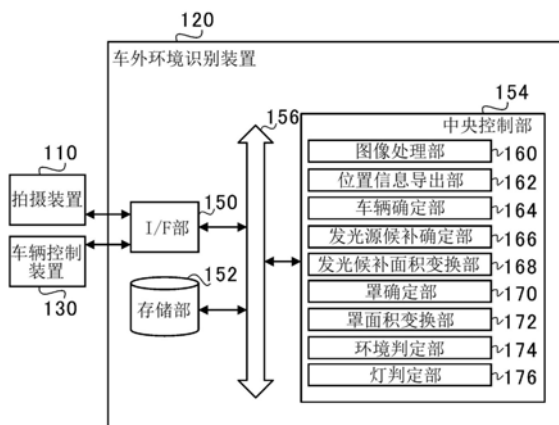 120
车外环境识别装置
154
156
中央控制部
图像处理部
160
位置信息导出部
162
车辆确定部
164
发光源候补确定部
166
发光候补面积变换部
168
罩确定部
170
罩面积变换部
172
环境判定部
174
灯判定部
176
110
拍摄装置
150
I/F部
车辆控制
装置
130
152
存储部